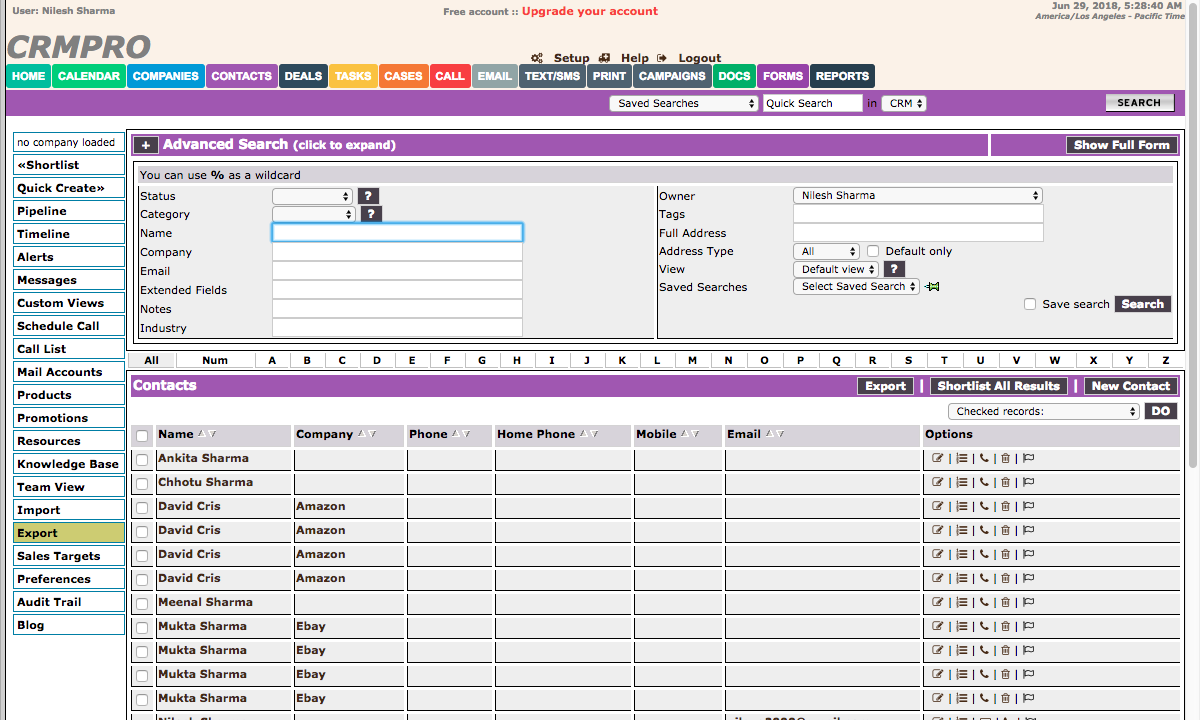 User: Nilesh Sharma
Free account :: Upgrade your account
Jun 29, 2018, 5:28:40 AM
America/Los Angeles - Pacific Time
CRMPRO
Setup Help Logout
HOME CALENDAR COMPANIES CONTACTS DEALS TASKS CASES CALL EMAIL TEXT/SMS PRINT CAMPAIGNS DOCS FORMS REPORTS
Saved Searches Quick Search in CRM SEARCH
no company loaded
«Shortlist
Quick Create»
Pipeline
Timeline
Alerts
Messages
Custom Views
Schedule Call
Call List
Mail Accounts
Products
Promotions
Resources
Knowledge Base
Team View
Import
Export
Sales Targets
Preferences
Audit Trail
Blog
+ Advanced Search (click to expand) Show Full Form
You can use % as a wildcard
Status ?
Category ?
Name
Company
Email
Extended Fields
Notes
Industry
Owner Nilesh Sharma
Tags
Full Address
Address Type All Default only
View Default view ?
Saved Searches Select Saved Search
Save search Search
All Num A B C D E F G H I J K L M N O P Q R S T U V W X Y Z
Contacts Export | Shortlist All Results | New Contact
Checked records: DO
Name Company Phone Home Phone Mobile Email Options
Ankita Sharma
Chhotu Sharma
David Cris Amazon
David Cris Amazon
David Cris Amazon
David Cris Amazon
Meenal Sharma
Mukta Sharma Ebay
Mukta Sharma Ebay
Mukta Sharma Ebay
Mukta Sharma Ebay